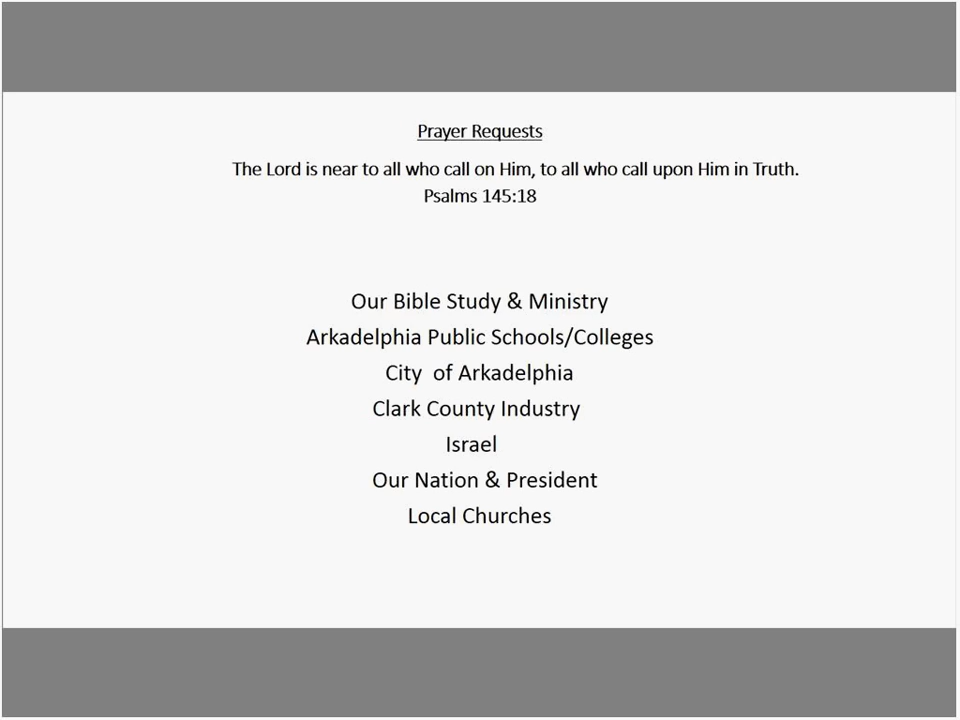 Prayer Requests
The Lord is near to all who call on Him, to all who call upon Him in Truth.
Psalms 145:18
Our Bible Study & Ministry
Arkadelphia Public Schools/Colleges
City  of Arkadelphia
Clark County Industry
Israel
Our Nation & President
Local Churches